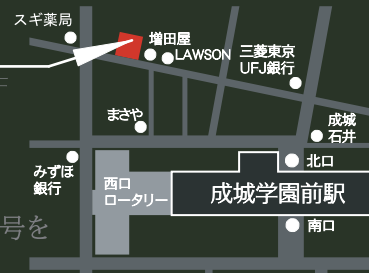 スギ薬局
増田屋
LAWSON
三菱東京
UFJ銀行
まさや
成城
石井
みずほ
銀行
西口
ロータリー
北口
成城学園前駅
南口
号を